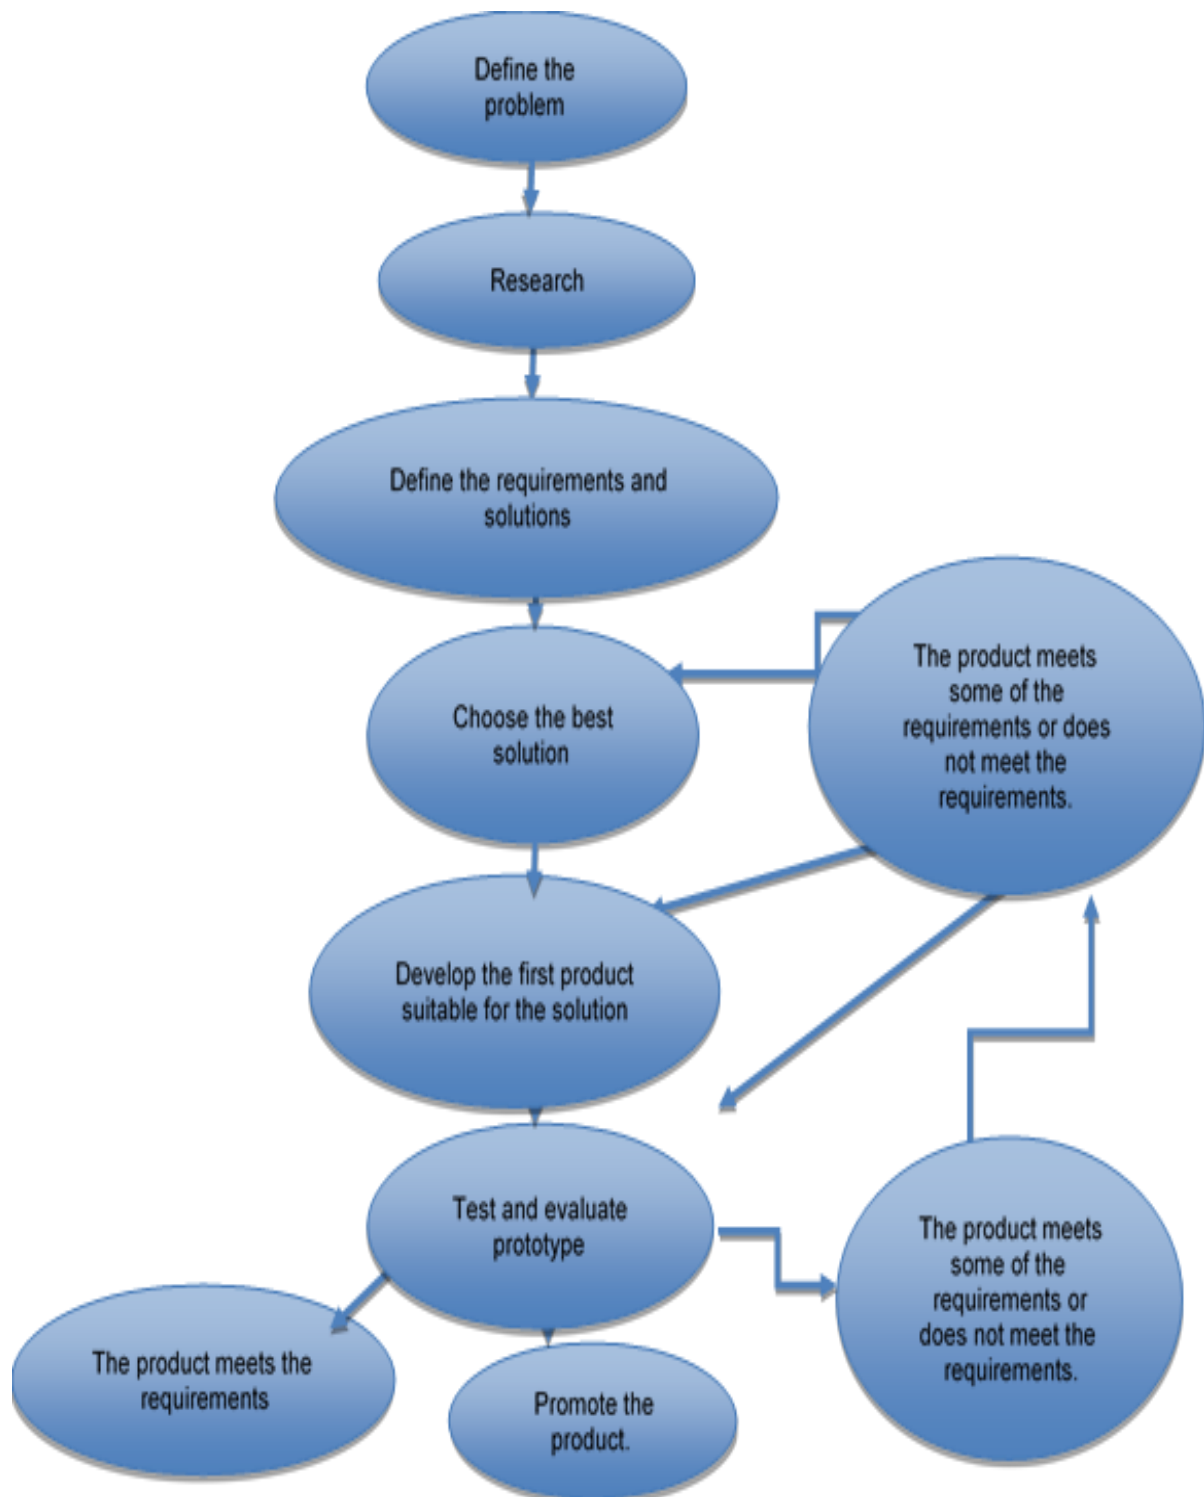 Define the
problem
Research
Define the requirements and
solutions
Choose the best
solution
The product meets
some of the
requirements or does
not meet the
requirements.
Develop the first product
suitable for the solution
Test and evaluate
prototype
The product meets
some of the
requirements or
does not meet the
requirements.
The product meets the
requirements
Promote the
product.